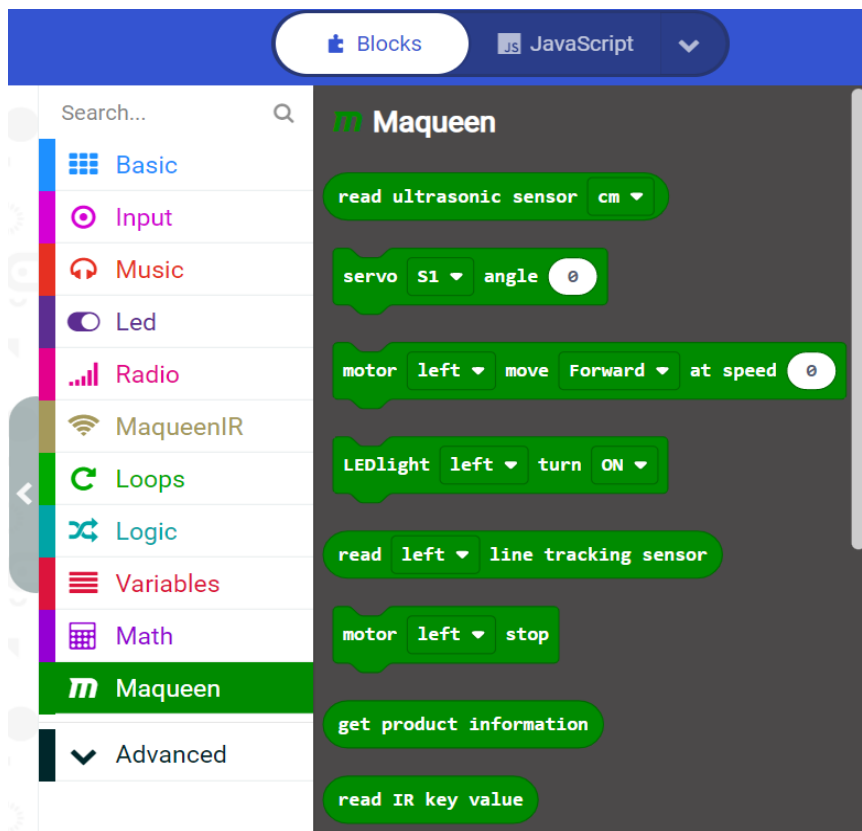 Blocks
JS JavaScript
Search...
Basic
Input
Music
Led
Radio
MaqueenIR
Loops
Logic
Variables
Math
m Maqueen
Advanced
m Maqueen
read ultrasonic sensor cm
servo S1 angle 0
motor left move Forward at speed 0
LEDlight left turn ON
read left line tracking sensor
motor left stop
get product information
read IR key value